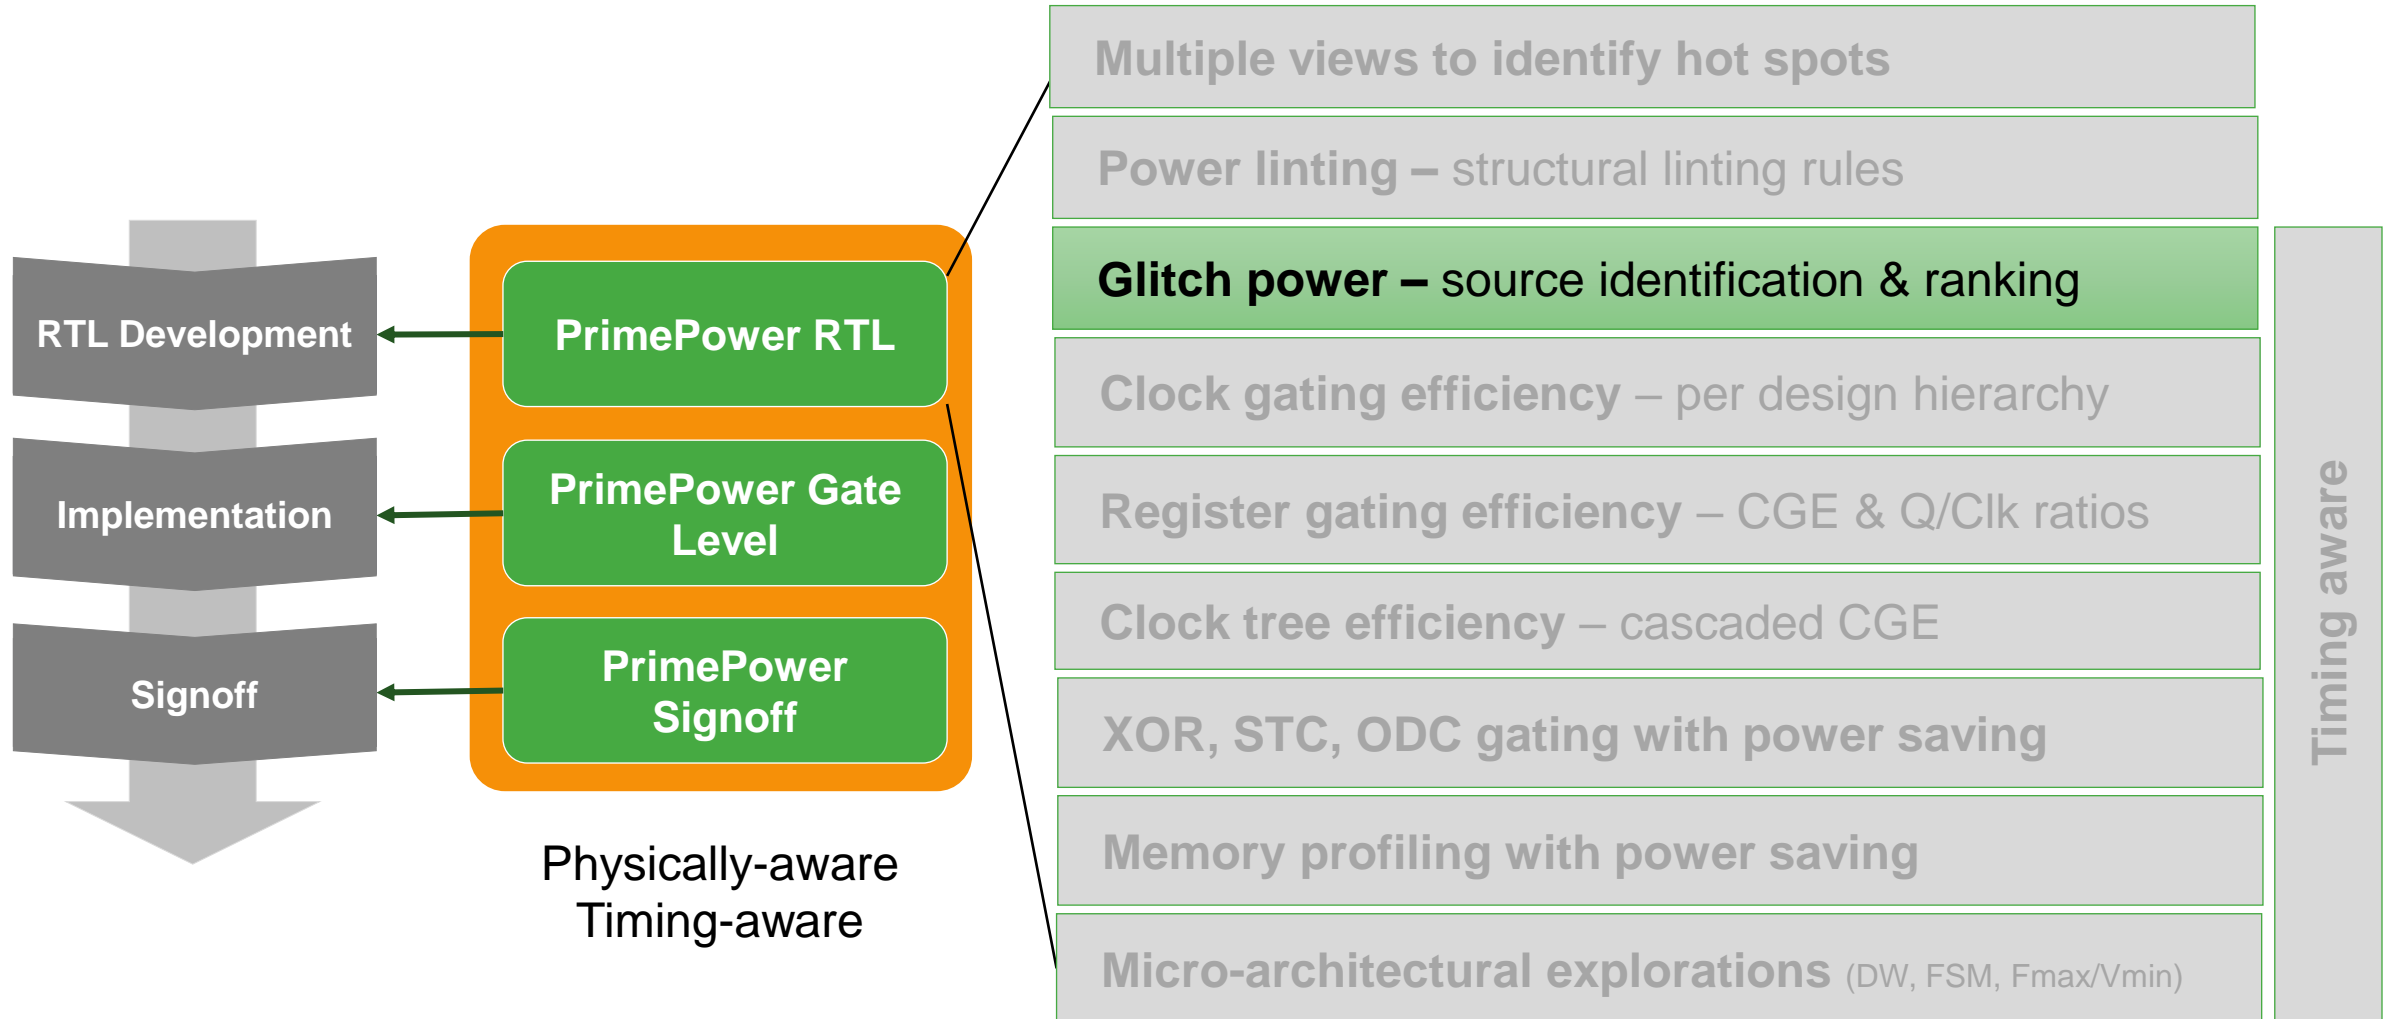 RTL Development
Implementation
Signoff
PrimePower RTL
PrimePower Gate
Level
PrimePower
Signoff
Physically-aware
Timing-aware
Multiple views to identify hot spots
Power linting – structural linting rules
Glitch power – source identification & ranking
Clock gating efficiency – per design hierarchy
Register gating efficiency – CGE & Q/Clk ratios
Clock tree efficiency – cascaded CGE
XOR, STC, ODC gating with power saving
Memory profiling with power saving
Micro-architectural explorations (DW, FSM, Fmax/Vmin)
Timing aware